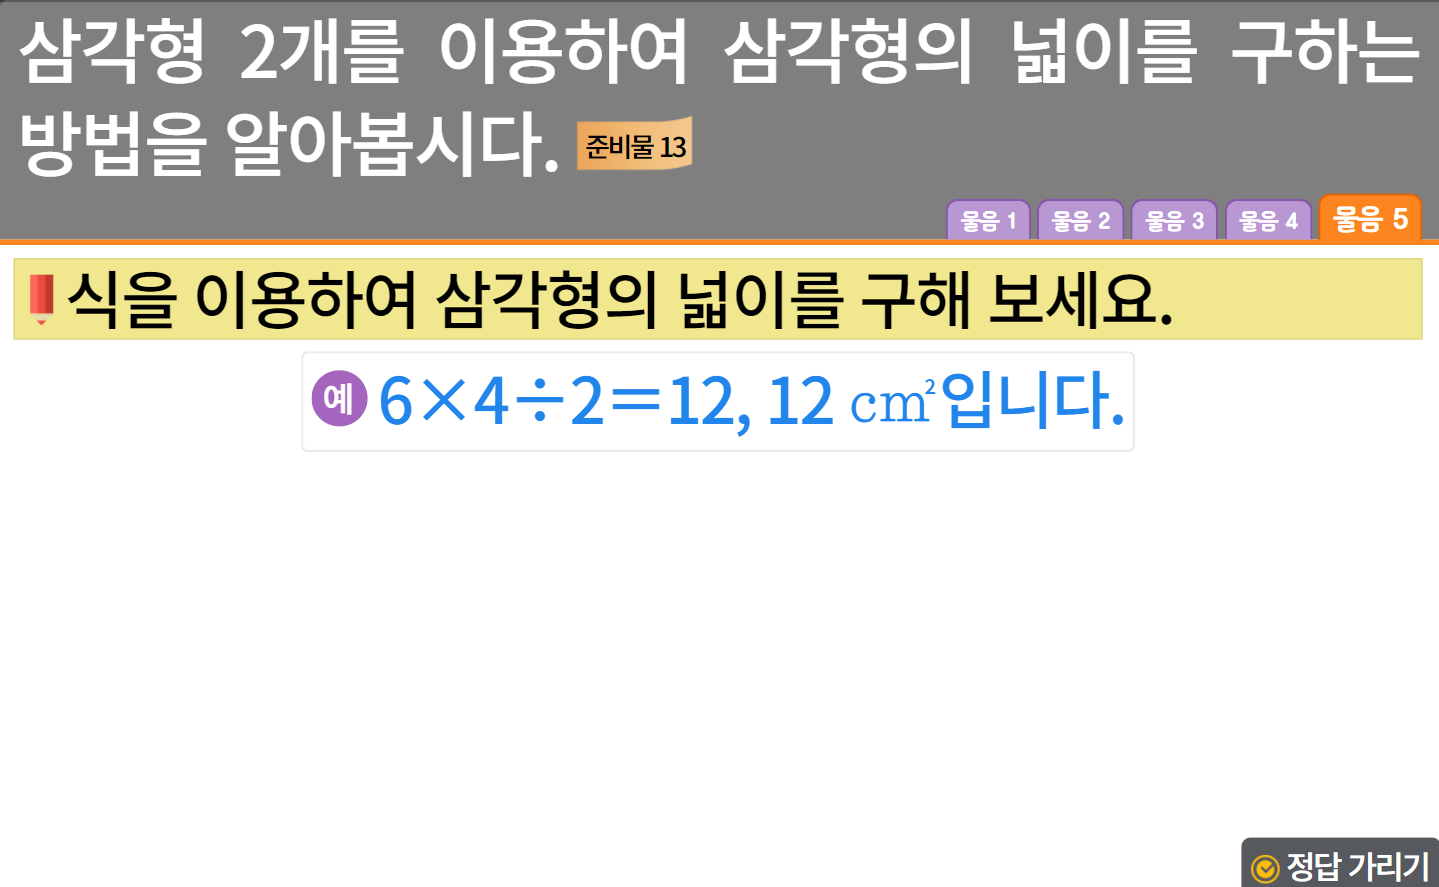 삼각형 2개를 이용하여 삼각형의 넓이를 구하는
방법을 알아봅시다. 준비물 13
물음 1 물음 2 물음 3 물음 4 물음 5
식을 이용하여 삼각형의 넓이를 구해 보세요.
예 6×4÷2=12, 12 cm²입니다.
정답 가리기